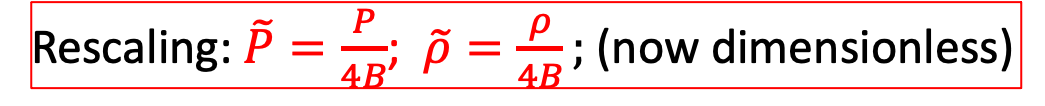 Rescaling: P̃ = P/4B; ρ̃ = ρ/4B ; (now dimensionless)